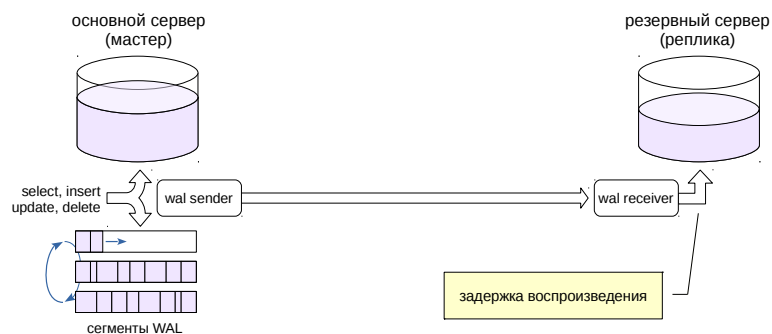 основной сервер
(мастер)
резервный сервер
(реплика)
select, insert
update, delete
wal sender
wal receiver
задержка воспроизведения
сегменты WAL